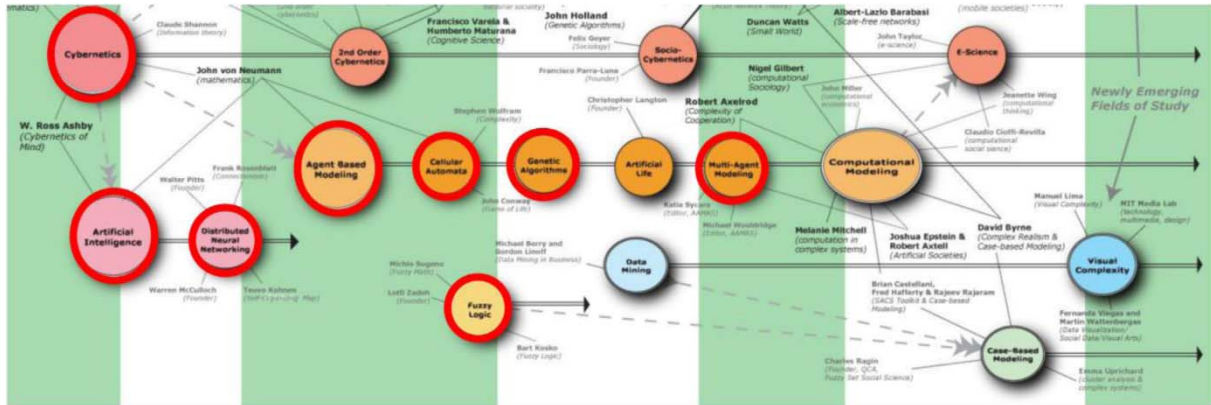 Claude Shannon
(Information theory)
Cybernetics
Francisco Varela &
Humberto Maturana
(Cognitive Science)
2nd Order
Cybernetics
John Holland
(Genetic Algorithms)
Felix Geyer
(Sociology)
Francisco Parra-Luna
(Founder)
Socio-
Cybernetics
Duncan Watts
(Small World)
Albert-Lazlo Barabasi
(Scale-free networks)
(mobile societies)
John Taylor
(e-science)
E-Science
John von Neumann
(mathematics)
W. Ross Ashby
(Cybernetics of
Mind)
Nigel Gilbert
(computational
Sociology)
John Miller
(computational
economics)
Jeanette Wing
(computational
thinking)
Claudio Cioffi-Revilla
(computational
social sience)
Newly Emerging
Fields of Study
Stephen Wolfram
(Complexity)
Christopher Langton
(Founder)
Robert Axelrod
(Complexity of
Cooperation)
Agent Based
Modeling
Cellular
Automata
Genetic
Algorithms
Artificial
Life
Multi-Agent
Modeling
Computational
Modeling
Frank Rosenblatt
(Connectionism)
Walter Pitts
(Founder)
John Conway
(Game of Life)
Katia Sycara
(Editor, AAMAS)
Michael Wooldridge
(Editor, AAMAS)
Artificial
Intelligence
Distributed
Neural
Networking
Warren McCulloch
(Founder)
Teuvo Kohnen
(Self-Organizing Map)
Michael Berry and
Gordon Linoff
(Data Mining in Business)
Data
Mining
Melanie Mitchell
(computation in
complex systems)
Joshua Epstein &
Robert Axtell
(Artificial Societies)
David Byrne
(Complex Realism &
Case-based Modeling)
Manuel Lima
(Visual Complexity)
MIT Media Lab
(technology,
multimedia, design)
Visual
Complexity
Michio Sugeno
(Fuzzy Math)
Lotti Zadeh
(Founder)
Fuzzy
Logic
Bart Kosko
(Fuzzy Logic)
Brian Castellani,
Fred Hafferty & Rajeev Rajaram
(SACS Toolkit & Case-based
Modeling)
Fernanda Viegas and
Martin Wattenbergas
(Data Visualization/
Social Data/Visual Arts)
Charles Ragin
(Founder, QCA,
Fuzzy Set Social Science)
Case-Based
Modeling
Emma Uprichard
(cluster analysis &
complex systems)